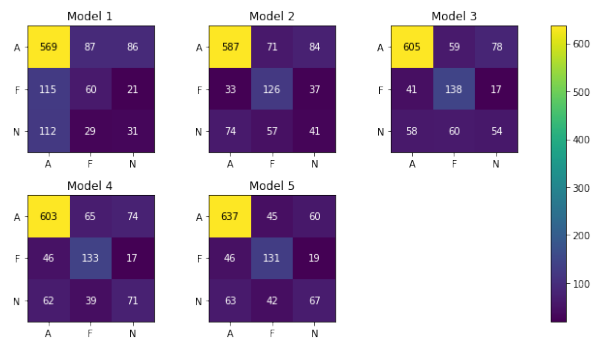 Model 1
Model 2
Model 3
A 569 87 86
A 587 71 84
A 605 59 78
F 115 60 21
F 33 126 37
F 41 138 17
N 112 29 31
N 74 57 41
N 58 60 54
A F N
A F N
A F N
Model 4
Model 5
A 603 65 74
A 637 45 60
F 46 133 17
F 46 131 19
N 62 39 71
N 63 42 67
A F N
A F N
600
500
400
300
200
100